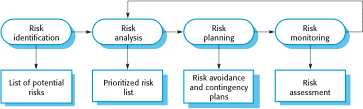 Risk
identification
Risk
analysis
Risk
planning
Risk
monitoring
List of potential
risks
Prioritized risk
list
Risk avoidance
and contingency
plans
Risk
assessment